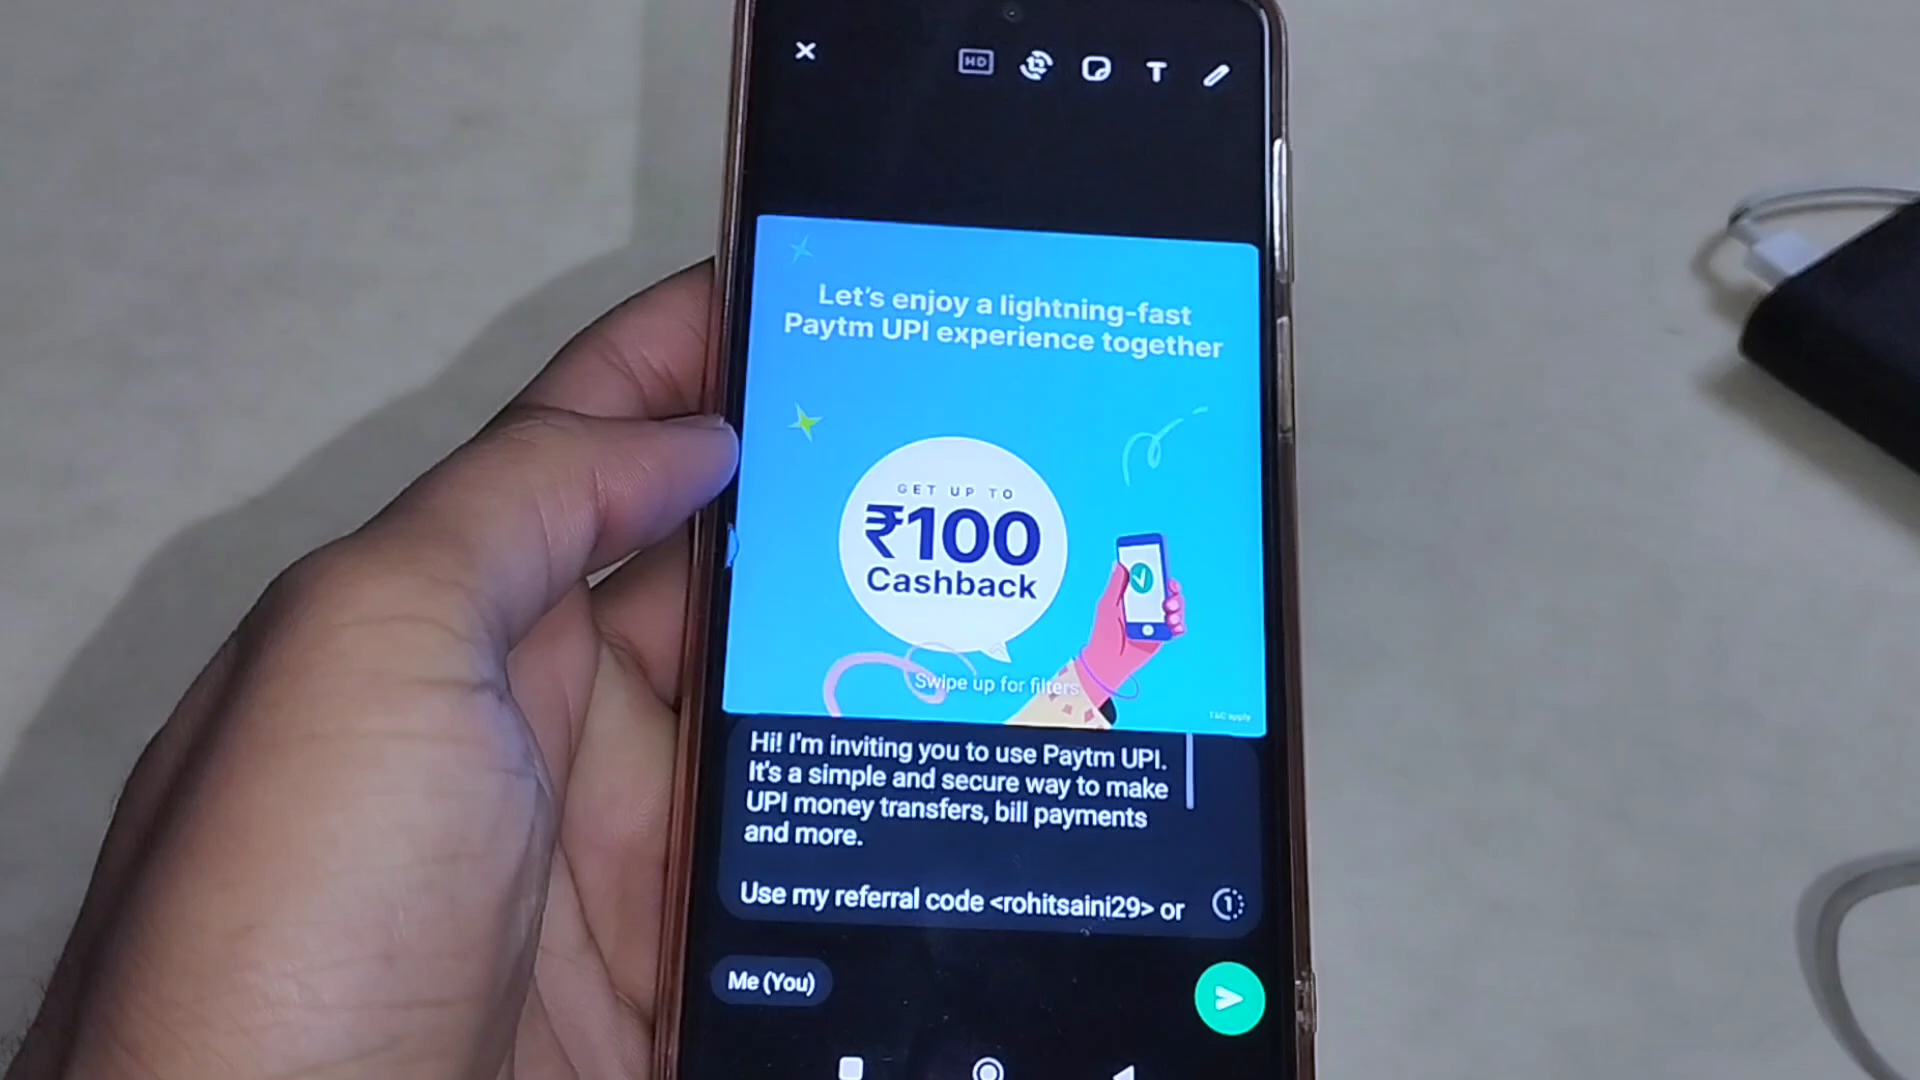 HD
T
Let's enjoy a lightning-fast
Paytm UPI experience together
GET UP TO
₹100
Cashback
Swipe up for filters
T&C apply
Hi! I'm inviting you to use Paytm UPI.
It's a simple and secure way to make
UPI money transfers, bill payments
and more.
Use my referral code <rohitsaini29> or
1
Me (You)